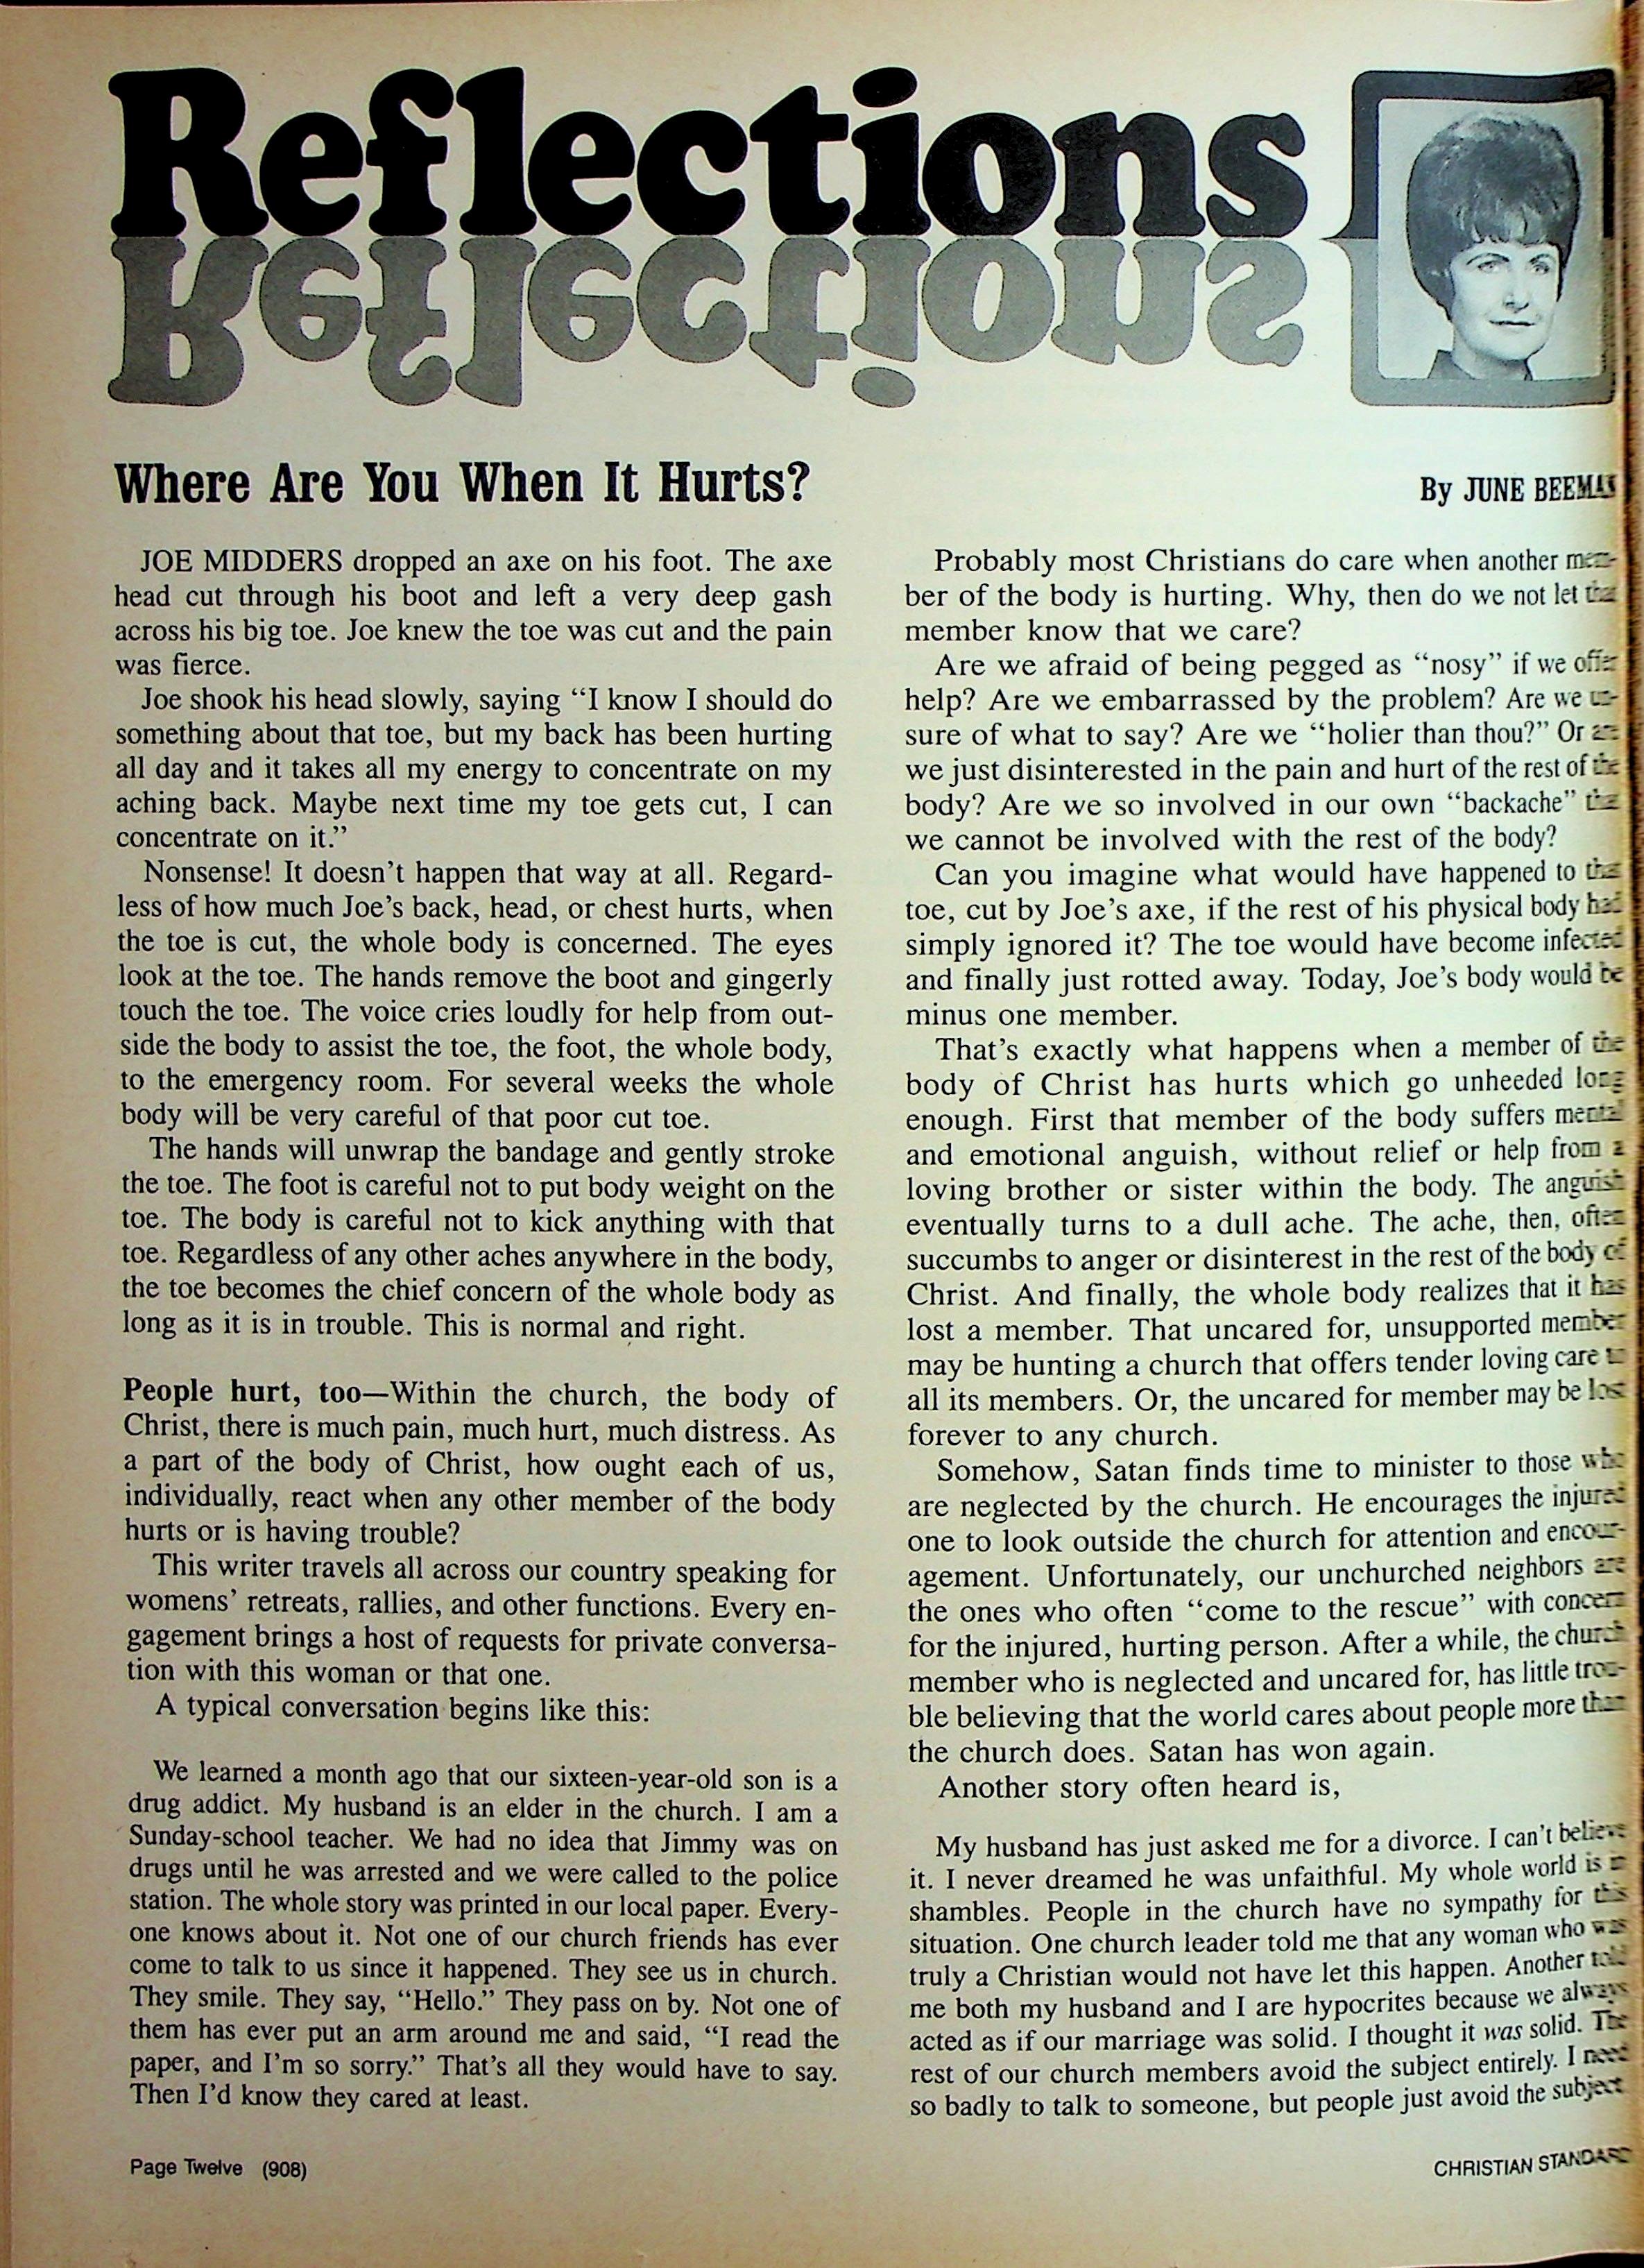 Reflections
Where Are You When It Hurts?
By JUNE BEEMAN
JOE MIDDERS dropped an axe on his foot. The axe
head cut through his boot and left a very deep gash
across his big toe. Joe knew the toe was cut and the pain
was fierce.
Joe shook his head slowly, saying “I know I should do
something about that toe, but my back has been hurting
all day and it takes all my energy to concentrate on my
aching back. Maybe next time my toe gets cut, I can
concentrate on it.”
Nonsense! It doesn’t happen that way at all. Regard-
less of how much Joe’s back, head, or chest hurts, when
the toe is cut, the whole body is concerned. The eyes
look at the toe. The hands remove the boot and gingerly
touch the toe. The voice cries loudly for help from out-
side the body to assist the toe, the foot, the whole body,
to the emergency room. For several weeks the whole
body will be very careful of that poor cut toe.
The hands will unwrap the bandage and gently stroke
the toe. The foot is careful not to put body weight on the
toe. The body is careful not to kick anything with that
toe. Regardless of any other aches anywhere in the body,
the toe becomes the chief concern of the whole body as
long as it is in trouble. This is normal and right.
People hurt, too—Within the church, the body of
Christ, there is much pain, much hurt, much distress. As
a part of the body of Christ, how ought each of us,
individually, react when any other member of the body
hurts or is having trouble?
This writer travels all across our country speaking for
womens’ retreats, rallies, and other functions. Every en-
gagement brings a host of requests for private conversa-
tion with this woman or that one.
A typical conversation begins like this:
We learned a month ago that our sixteen-year-old son is a
drug addict. My husband is an elder in the church. I am a
Sunday-school teacher. We had no idea that Jimmy was on
drugs until he was arrested and we were called to the police
station. The whole story was printed in our local paper. Every-
one knows about it. Not one of our church friends has ever
come to talk to us since it happened. They see us in church.
They smile. They say, “Hello.” They pass on by. Not one of
them has ever put an arm around me and said, “I read the
paper, and I’m so sorry.” That’s all they would have to say.
Then I’d know they cared at least.
Probably most Christians do care when another mem-
ber of the body is hurting. Why, then do we not let that
member know that we care?
Are we afraid of being pegged as “nosy” if we offer
help? Are we embarrassed by the problem? Are we un-
sure of what to say? Are we “holier than thou?” Or are
we just disinterested in the pain and hurt of the rest of the
body? Are we so involved in our own “backache” that
we cannot be involved with the rest of the body?
Can you imagine what would have happened to that
toe, cut by Joe’s axe, if the rest of his physical body had
simply ignored it? The toe would have become infected
and finally just rotted away. Today, Joe’s body would be
minus one member.
That’s exactly what happens when a member of the
body of Christ has hurts which go unheeded long
enough. First that member of the body suffers mental
and emotional anguish, without relief or help from a
loving brother or sister within the body. The anguish
eventually turns to a dull ache. The ache, then, often
succumbs to anger or disinterest in the rest of the body of
Christ. And finally, the whole body realizes that it has
lost a member. That uncared for, unsupported member
may be hunting a church that offers tender loving care to
all its members. Or, the uncared for member may be lost
forever to any church.
Somehow, Satan finds time to minister to those who
are neglected by the church. He encourages the injured
one to look outside the church for attention and encour-
agement. Unfortunately, our unchurched neighbors are
the ones who often “come to the rescue” with concern
for the injured, hurting person. After a while, the church
member who is neglected and uncared for, has little trou-
ble believing that the world cares about people more than
the church does. Satan has won again.
Another story often heard is,
My husband has just asked me for a divorce. I can’t believe
it. I never dreamed he was unfaithful. My whole world is in
shambles. People in the church have no sympathy for this
situation. One church leader told me that any woman who was
truly a Christian would not have let this happen. Another told
me both my husband and I are hypocrites because we always
acted as if our marriage was solid. I thought it was solid. The
rest of our church members avoid the subject entirely. I need
so badly to talk to someone, but people just avoid the subject
Page Twelve (908)
CHRISTIAN STANDARD